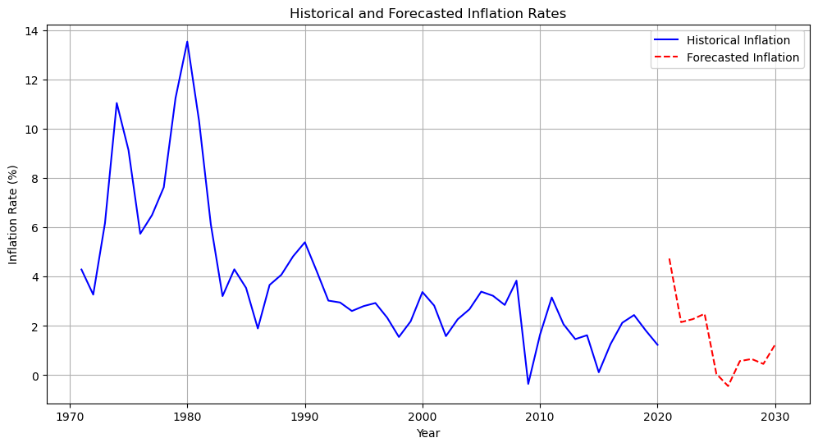 Historical and Forecasted Inflation Rates
Historical Inflation
Forecasted Inflation
14
12
10
8
6
4
2
0
Inflation Rate (%)
1970 1980 1990 2000 2010 2020 2030
Year